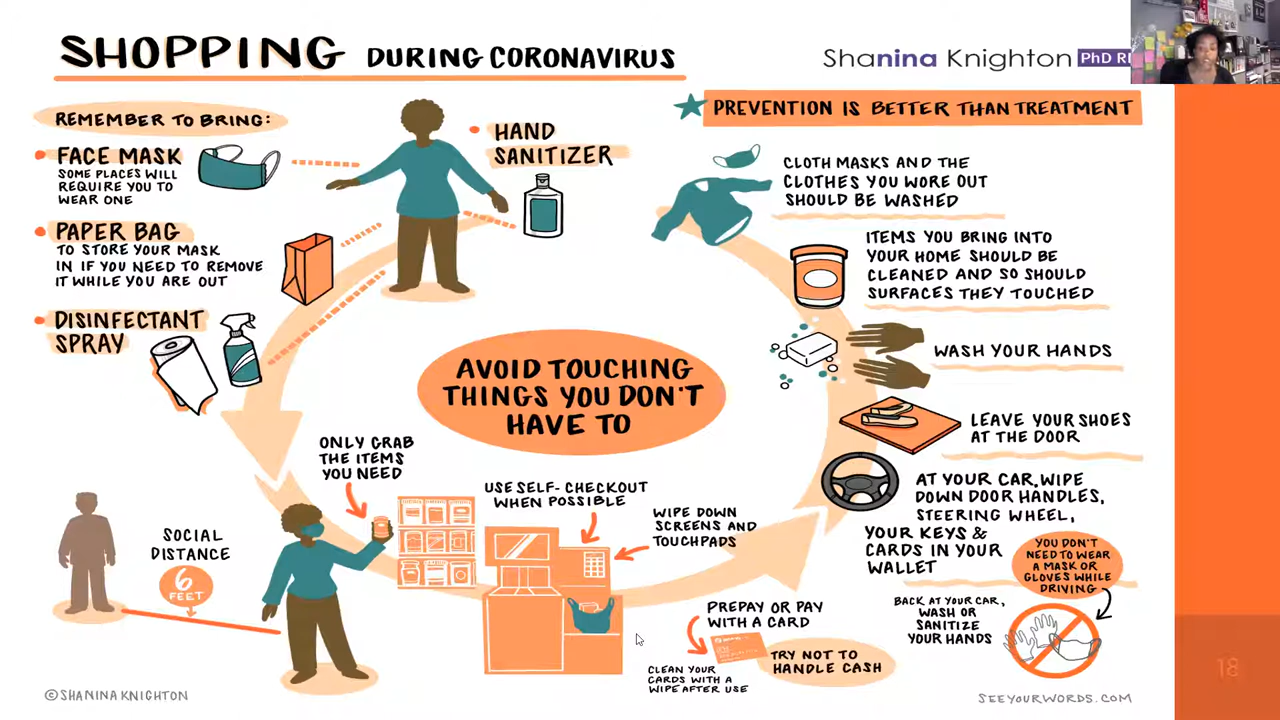 SHOPPING DURING CORONAVIRUS
Shanina Knighton PhD
REMEMBER TO BRING:
FACE MASK
SOME PLACES WILL
REQUIRE YOU TO
WEAR ONE
PAPER BAG
TO STORE YOUR MASK
IN IF YOU NEED TO REMOVE
IT WHILE YOU ARE OUT
DISINFECTANT
SPRAY
HAND
SANITIZER
AVOID TOUCHING
THINGS YOU DON'T
HAVE TO
SOCIAL
DISTANCE
6
FEET
ONLY GRAB
THE ITEMS
YOU NEED
USE SELF-CHECKOUT
WHEN POSSIBLE
WIPE DOWN
SCREENS AND
TOUCHPADS
PREPAY OR PAY
WITH A CARD
TRY NOT TO
HANDLE CASH
CLEAN YOUR
CARDS WITH A
WIPE AFTER USE
PREVENTION IS BETTER THAN TREATMENT
CLOTH MASKS AND THE
CLOTHES YOU WORE OUT
SHOULD BE WASHED
ITEMS YOU BRING INTO
YOUR HOME SHOULD BE
CLEANED AND SO SHOULD
SURFACES THEY TOUCHED
WASH YOUR HANDS
LEAVE YOUR SHOES
AT THE DOOR
AT YOUR CAR, WIPE
DOWN DOOR HANDLES,
STEERING WHEEL,
YOUR KEYS &
CARDS IN YOUR
WALLET
YOU DON'T
NEED TO WEAR
A MASK OR
GLOVES WHILE
DRIVING
BACK AT YOUR CAR,
WASH OR
SANITIZE
YOUR HANDS
©SHANINA KNIGHTON
SEEYOURWORDS.COM
18